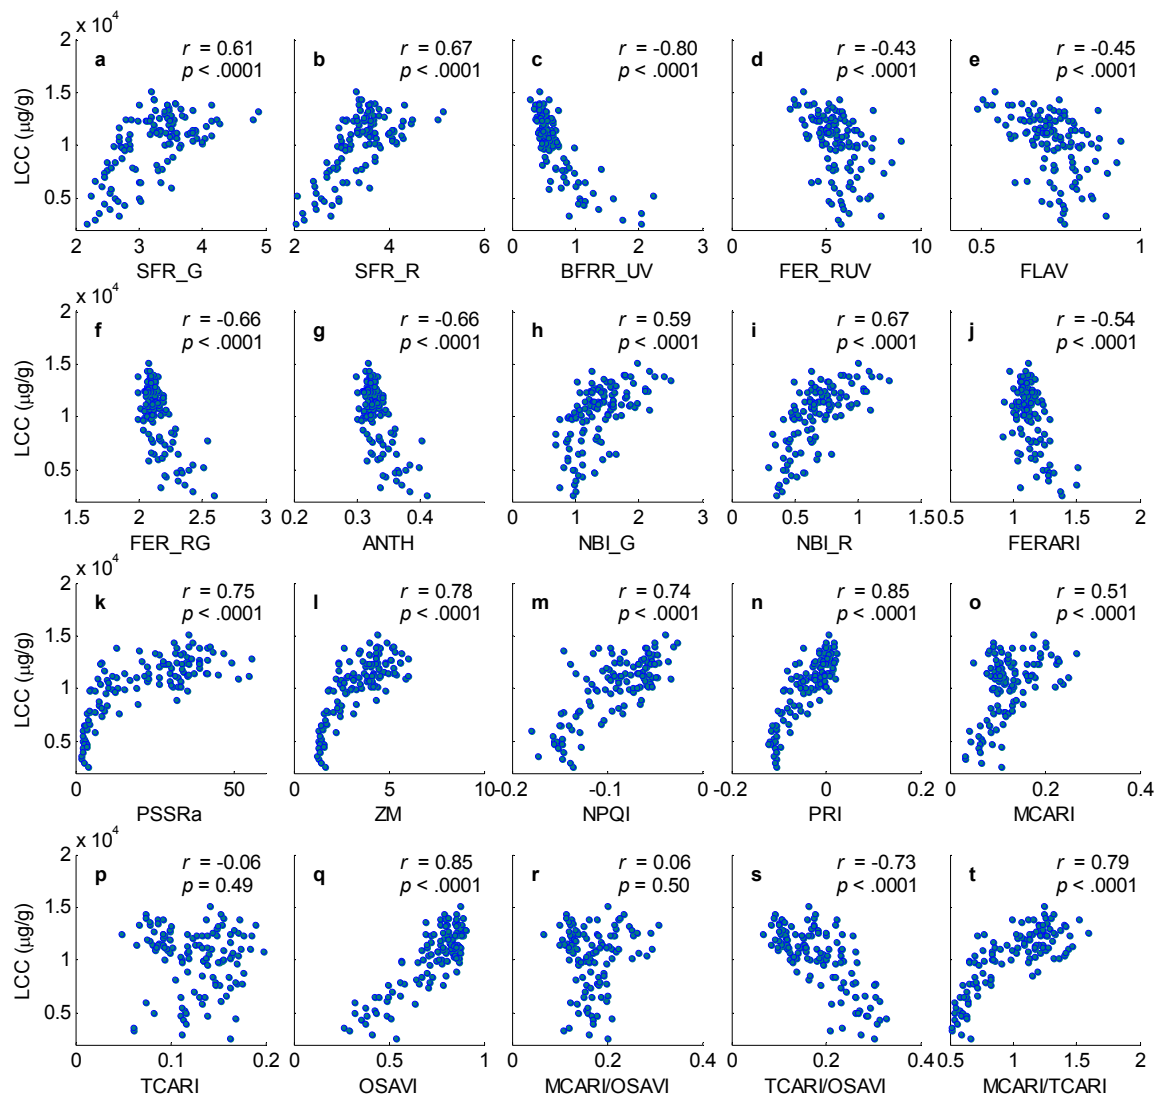 x 10^4
2
1.5
1
0.5
LCC (µg/g)
a
r = 0.61
p < .0001
2 3 4 5
SFR_G
b
r = 0.67
p < .0001
2 4 6
SFR_R
c
r = -0.80
p < .0001
0 1 2 3
BFRR_UV
d
r = -0.43
p < .0001
0 5 10
FER_RUV
e
r = -0.45
p < .0001
0.5 1
FLAV
x 10^4
2
1.5
1
0.5
LCC (µg/g)
f
r = -0.66
p < .0001
1.5 2 2.5 3
FER_RG
g
r = -0.66
p < .0001
0.2 0.3 0.4
ANTH
h
r = 0.59
p < .0001
0 1 2 3
NBI_G
i
r = 0.67
p < .0001
0 0.5 1 1.5
NBI_R
j
r = -0.54
p < .0001
0.5 1 1.5 2
FERARI
x 10^4
2
1.5
1
0.5
LCC (µg/g)
k
r = 0.75
p < .0001
0 50
PSSRa
l
r = 0.78
p < .0001
0 5 10
ZM
m
r = 0.74
p < .0001
-0.2 -0.1 0
NPQI
n
r = 0.85
p < .0001
-0.2 0 0.2
PRI
o
r = 0.51
p < .0001
0 0.2 0.4
MCARI
x 10^4
2
1.5
1
0.5
LCC (µg/g)
p
r = -0.06
p = 0.49
0 0.1 0.2
TCARI
q
r = 0.85
p < .0001
0 0.5 1
OSAVI
r
r = 0.06
p = 0.50
0 0.2 0.4
MCARI/OSAVI
s
r = -0.73
p < .0001
0 0.2 0.4
TCARI/OSAVI
t
r = 0.79
p < .0001
0.5 1 1.5 2
MCARI/TCARI